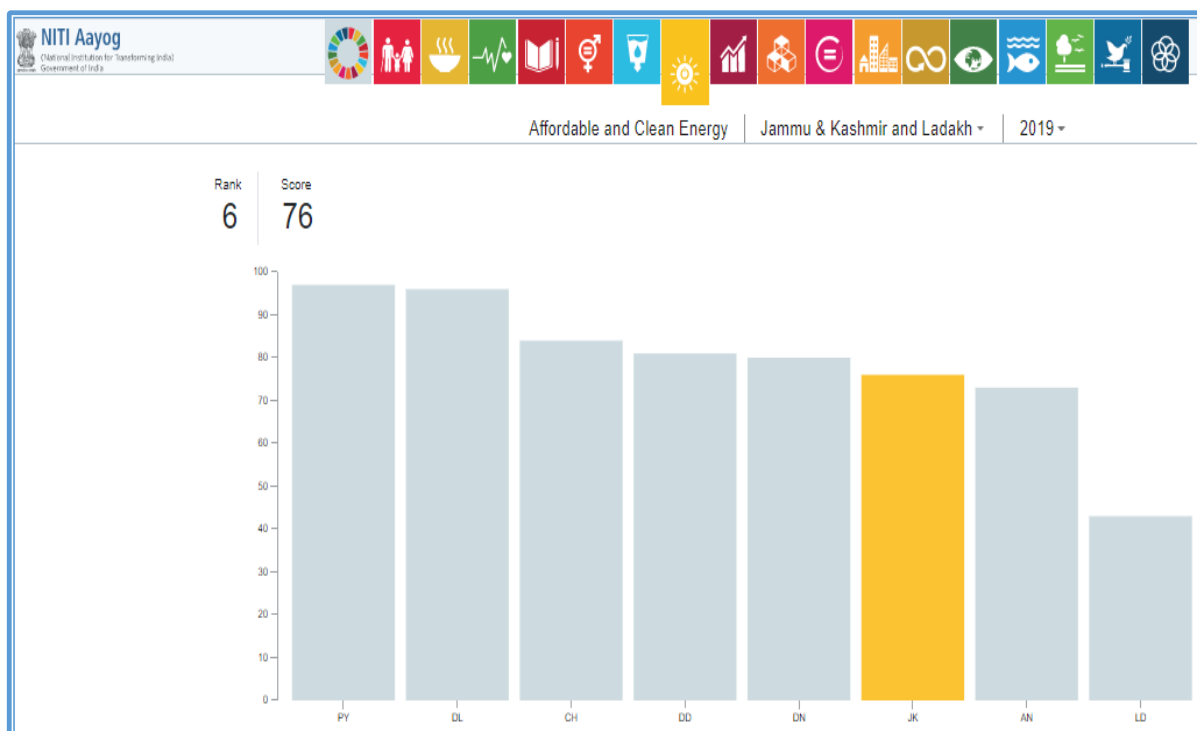 NITI Aayog
(National Institution for Transforming India)
Government of India
Affordable and Clean Energy
Jammu & Kashmir and Ladakh
2019
Rank
6
Score
76
100
90
80
70
60
50
40
30
20
10
0
PY
DL
CH
DD
DN
JK
AN
LD